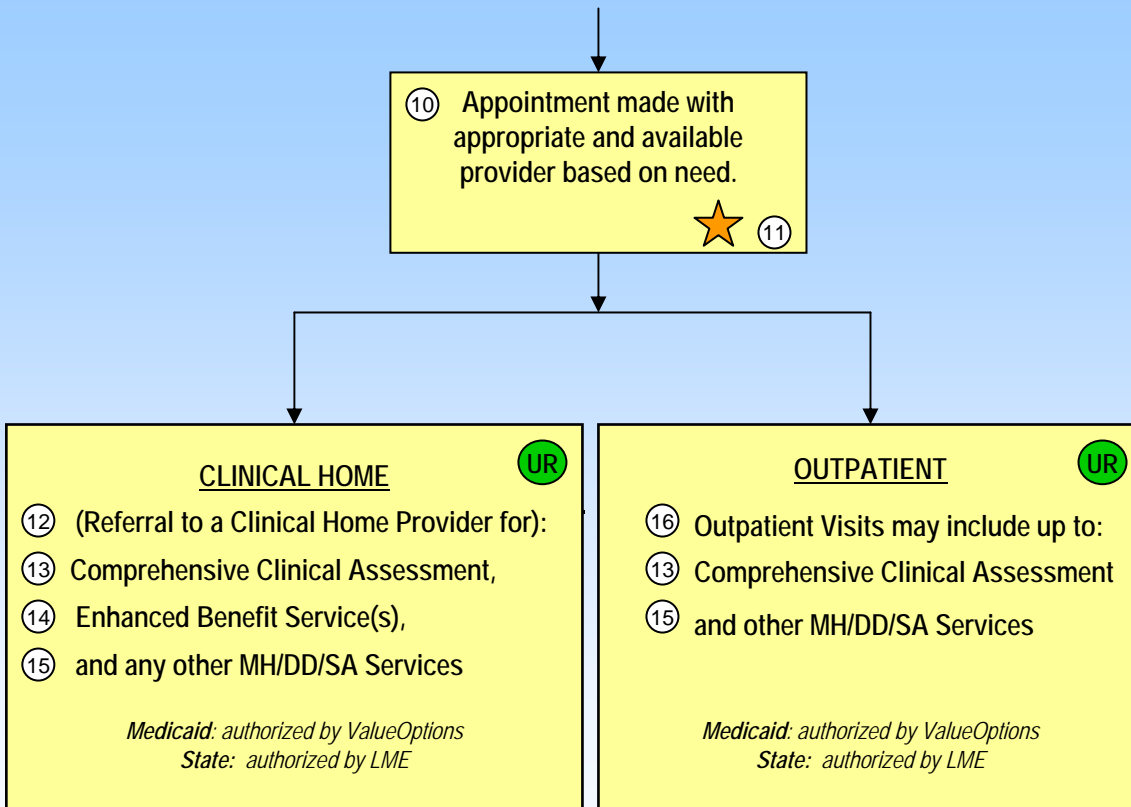 10 Appointment made with
appropriate and available
provider based on need.
11
UR
CLINICAL HOME
12 (Referral to a Clinical Home Provider for):
13 Comprehensive Clinical Assessment,
14 Enhanced Benefit Service(s),
15 and any other MH/DD/SA Services
Medicaid: authorized by ValueOptions
State: authorized by LME
UR
OUTPATIENT
16 Outpatient Visits may include up to:
13 Comprehensive Clinical Assessment
15 and other MH/DD/SA Services
Medicaid: authorized by ValueOptions
State: authorized by LME